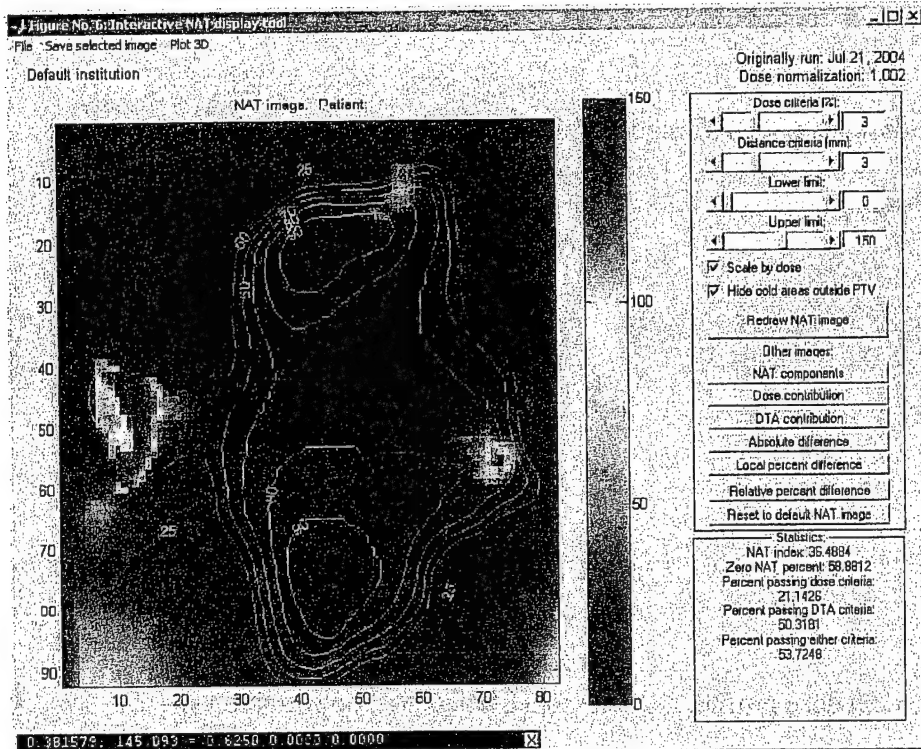 Figure No. 6: Interactive NAT display tool
File Save selected image Plot 3D
Default institution
Originally run: Jul 21, 2004
Dose normalization: 1.002
NAT image. Patient:
Dose criteria [%]:
3
Distance criteria [mm]:
3
Lower limit:
0
Upper limit:
150
Scale by dose
Hide cold areas outside PTV
Redraw NAT image
Other images:
NAT components
Dose contribution
DTA contribution
Absolute difference
Local percent difference
Relative percent difference
Reset to default NAT image
Statistics:
NAT index: 35.4884
Zero NAT percent: 58.8812
Percent passing dose criteria:
21.1426
Percent passing DTA criteria:
50.3181
Percent passing either criteria:
53.7248
150
100
50
0
10
20
30
40
50
60
70
90
10 20 30 40 50 60 70 80
25
25